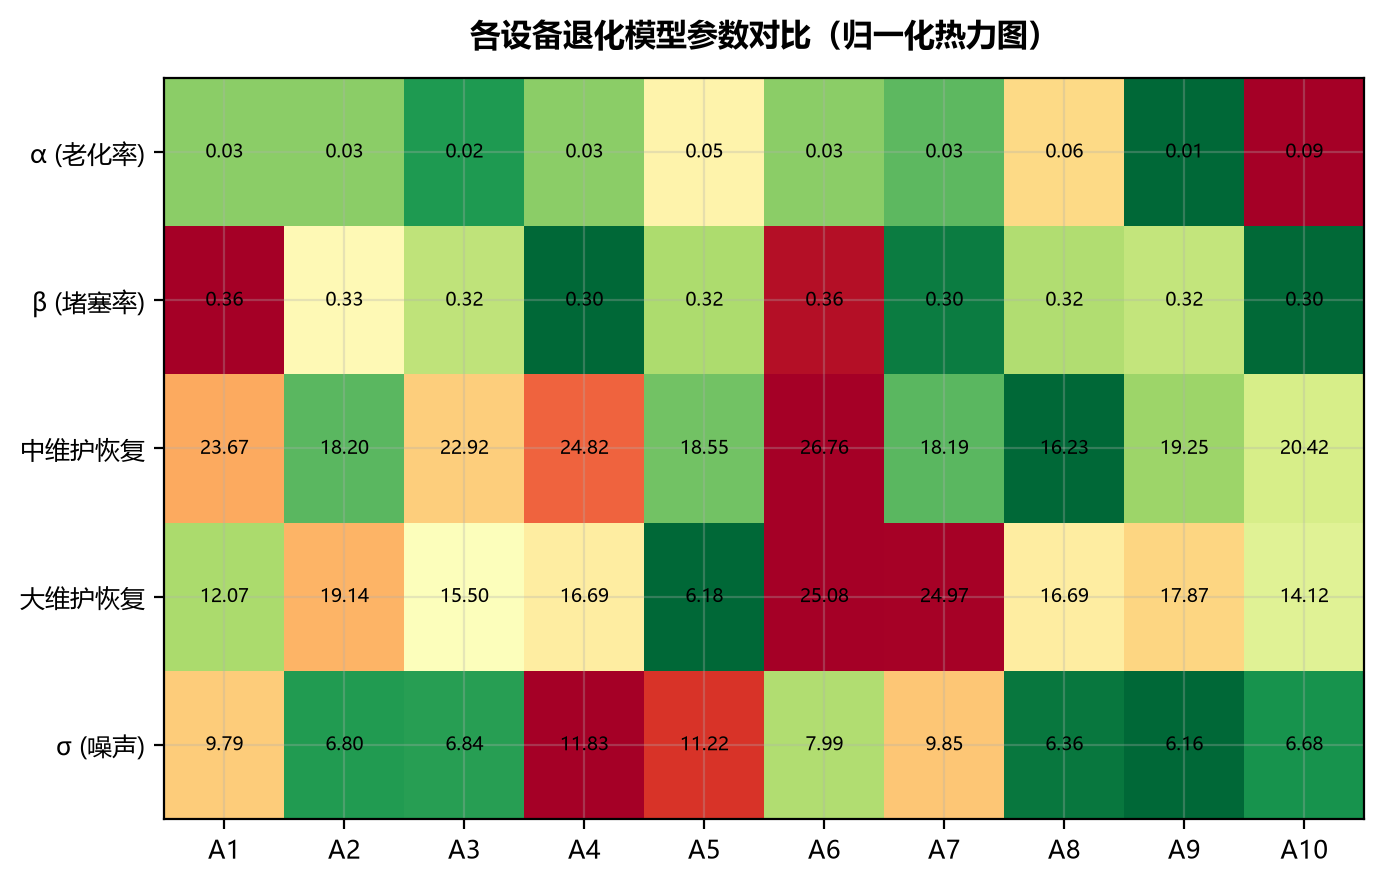 各设备退化模型参数对比（归一化热力图）
α (老化率) 0.03 0.03 0.02 0.03 0.05 0.03 0.03 0.06 0.01 0.09
β (堵塞率) 0.36 0.33 0.32 0.30 0.32 0.36 0.30 0.32 0.32 0.30
中维护恢复 23.67 18.20 22.92 24.82 18.55 26.76 18.19 16.23 19.25 20.42
大维护恢复 12.07 19.14 15.50 16.69 6.18 25.08 24.97 16.69 17.87 14.12
σ (噪声) 9.79 6.80 6.84 11.83 11.22 7.99 9.85 6.36 6.16 6.68
A1 A2 A3 A4 A5 A6 A7 A8 A9 A10